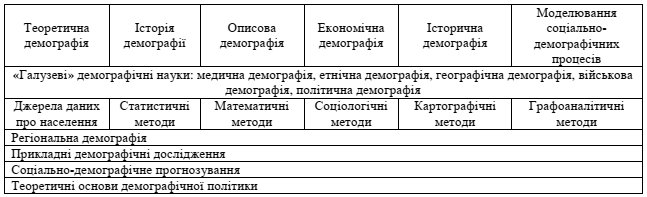 Теоретична демографія
Історія демографії
Описова демографія
Економічна демографія
Історична демографія
Моделювання соціально-демографічних процесів
«Галузеві» демографічні науки: медична демографія, етнічна демографія, географічна демографія, військова
демографія, політична демографія
Джерела даних про населення
Статистичні методи
Математичні методи
Соціологічні методи
Картографічні методи
Графоаналітичні методи
Регіональна демографія
Прикладні демографічні дослідження
Соціально-демографічне прогнозування
Теоретичні основи демографічної політики